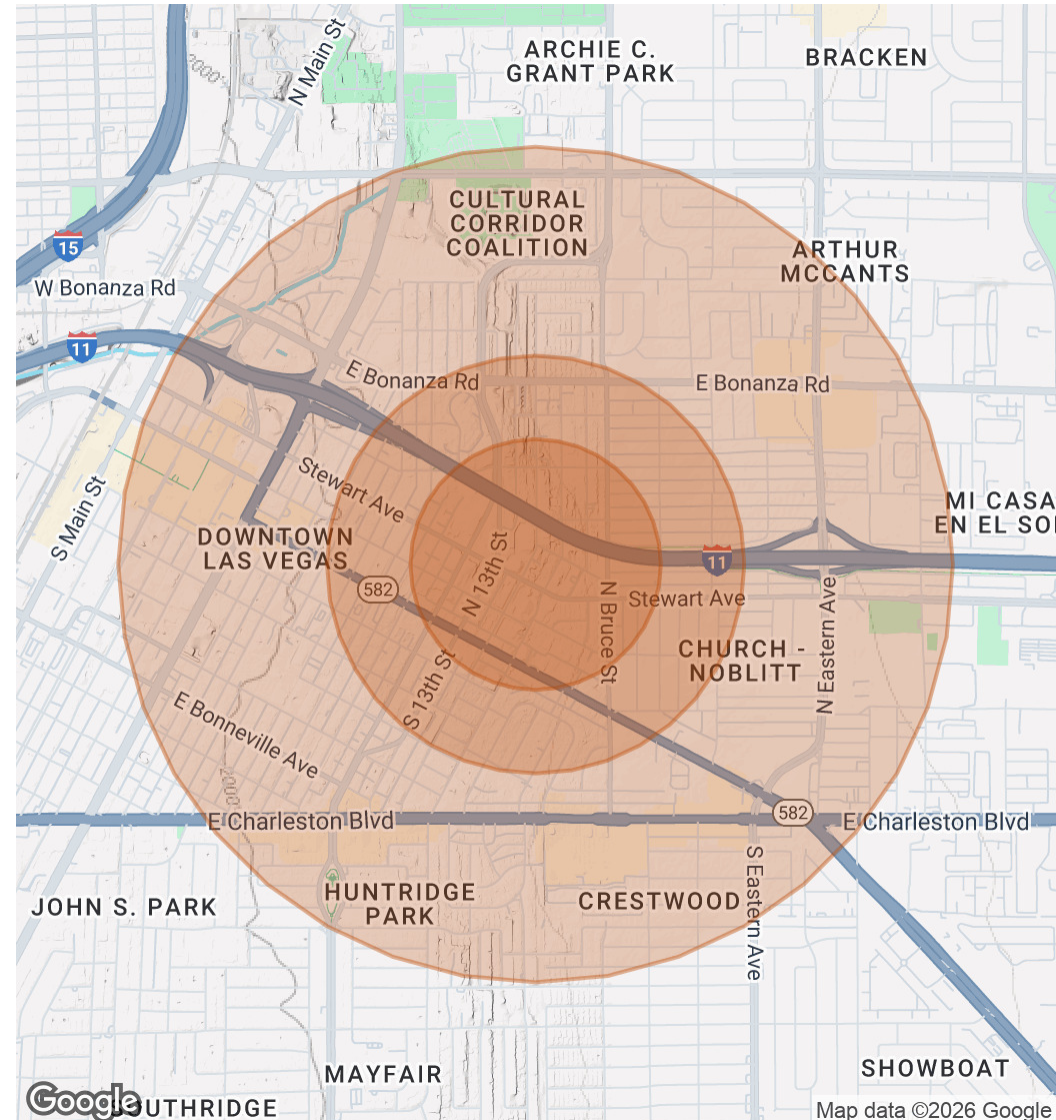 N Main St
ARCHIE C.
GRANT PARK
BRACKEN
2000
CULTURAL
CORRIDOR
COALITION
ARTHUR
MCCANTS
15
W Bonanza Rd
11
E Bonanza Rd
E Bonanza Rd
Stewart Ave
S Main St
MI CASA
EN EL SOL
DOWNTOWN
LAS VEGAS
N 13th St
11
582
N Bruce St
Stewart Ave
N Eastern Ave
CHURCH -
NOBLITT
S 13th St
E Bonneville Ave
2000
E Charleston Blvd
582
E Charleston Blvd
JOHN S. PARK
HUNTRIDGE
PARK
CRESTWOOD
S Eastern Ave
MAYFAIR
SHOWBOAT
Google
SOUTHRIDGE
Map data ©2026 Google